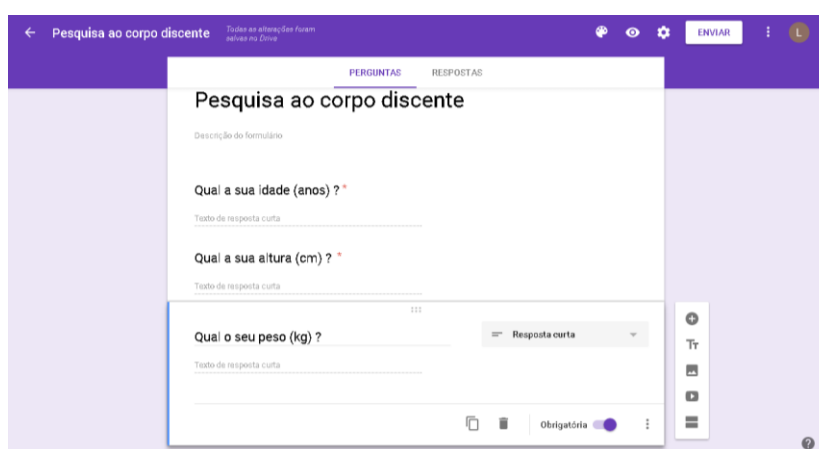 Pesquisa ao corpo discente
Todas as alterações foram
salvas no Drive
ENVIAR
L
PERGUNTAS RESPOSTAS
Pesquisa ao corpo discente
Descrição do formulário
Qual a sua idade (anos) ? *
Texto de resposta curta
Qual a sua altura (cm) ? *
Texto de resposta curta
Qual o seu peso (kg) ?
Resposta curta
Texto de resposta curta
Tт
Obrigatória
?